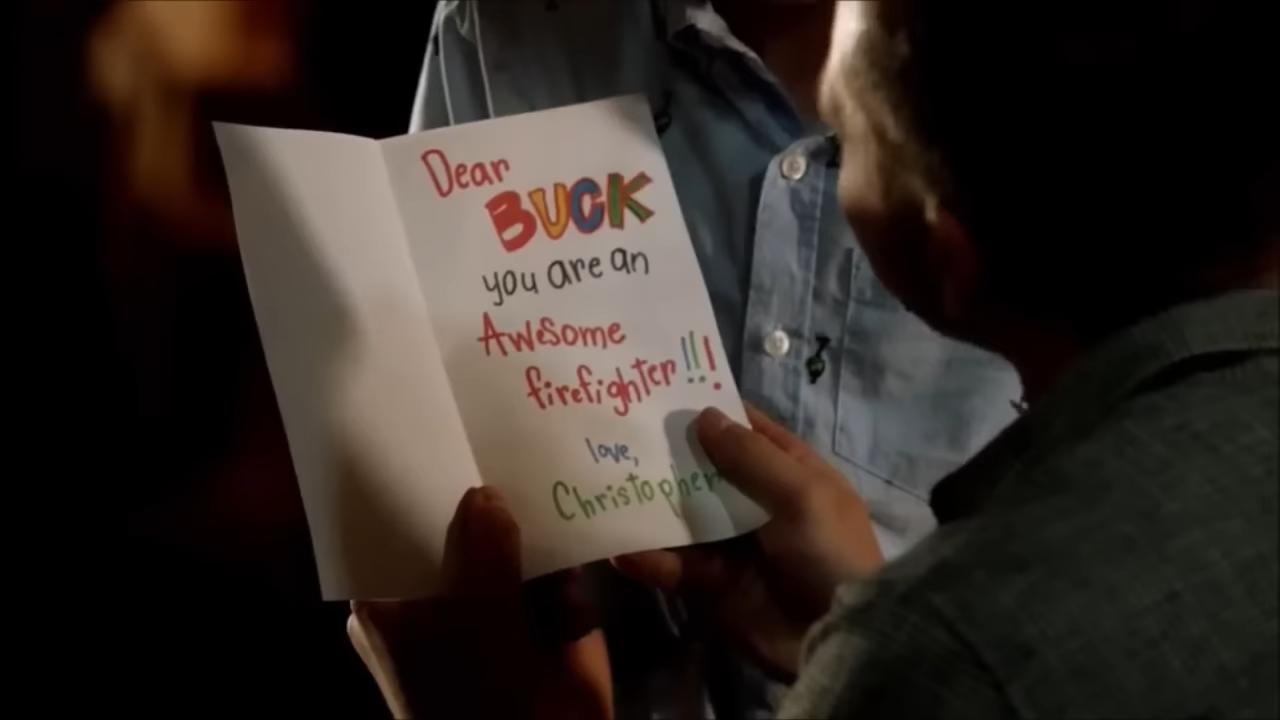 Dear
BUCK
you are an
Awesome
firefighter!!!
love,
Christopher